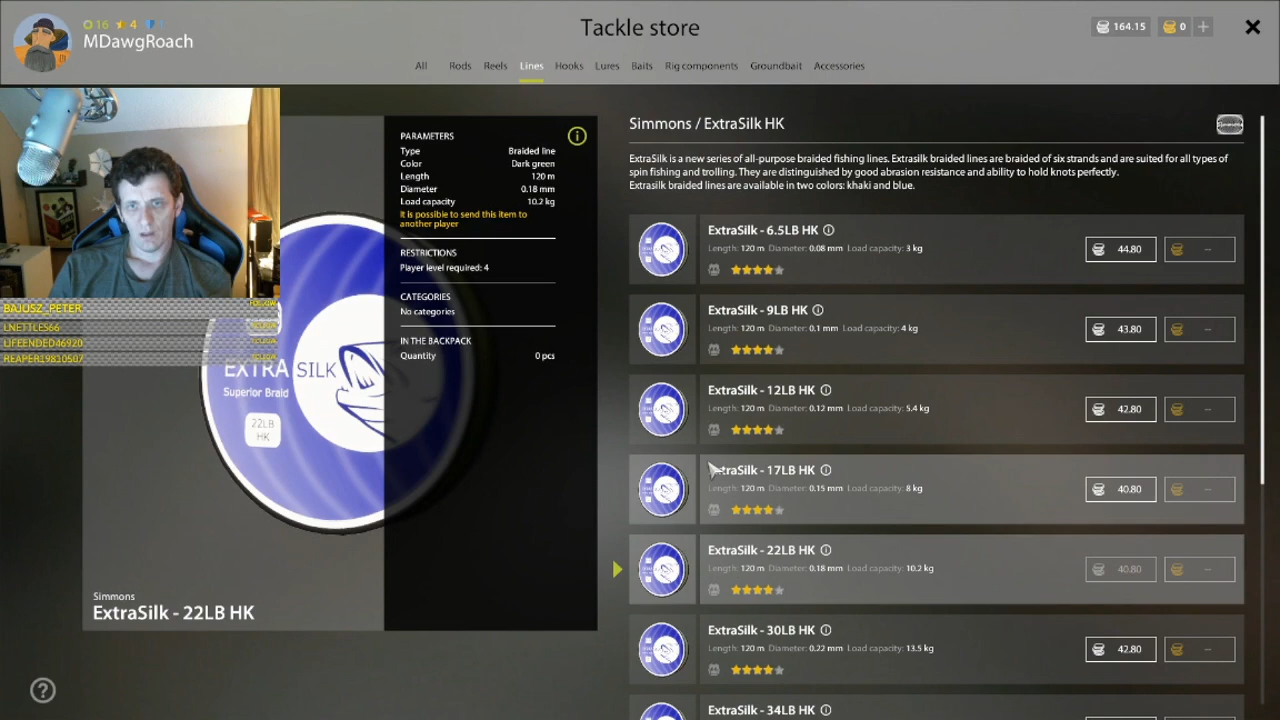 16 4 1
MDawgRoach
Tackle store
164.15
0
All Rods Reels Lines Hooks Lures Baits Rig components Groundbait Accessories
BAJUSZ_PETER
FOLLOW
LNETTLES66
LIFEENDED46920
REAPER19810507
EXTRA SILK
Superior Braid
22LB
HK
Simmons
ExtraSilk - 22LB HK
PARAMETERS
Type Braided line
Color Dark green
Length 120 m
Diameter 0.18 mm
Load capacity 10.2 kg
It is possible to send this item to
another player
RESTRICTIONS
Player level required: 4
CATEGORIES
No categories
IN THE BACKPACK
Quantity 0 pcs
Simmons / ExtraSilk HK
ExtraSilk is a new series of all-purpose braided fishing lines. Extrasilk braided lines are braided of six strands and are suited for all types of
spin fishing and trolling. They are distinguished by good abrasion resistance and ability to hold knots perfectly.
Extrasilk braided lines are available in two colors: khaki and blue.
ExtraSilk - 6.5LB HK
Length: 120 m Diameter: 0.08 mm Load capacity: 3 kg
44.80 --
ExtraSilk - 9LB HK
Length: 120 m Diameter: 0.1 mm Load capacity: 4 kg
43.80 --
ExtraSilk - 12LB HK
Length: 120 m Diameter: 0.12 mm Load capacity: 5.4 kg
42.80 --
traSilk - 17LB HK
Length: 120 m Diameter: 0.15 mm Load capacity: 8 kg
40.80 --
ExtraSilk - 22LB HK
Length: 120 m Diameter: 0.18 mm Load capacity: 10.2 kg
40.80 --
ExtraSilk - 30LB HK
Length: 120 m Diameter: 0.22 mm Load capacity: 13.5 kg
42.80 --
ExtraSilk - 34LB HK